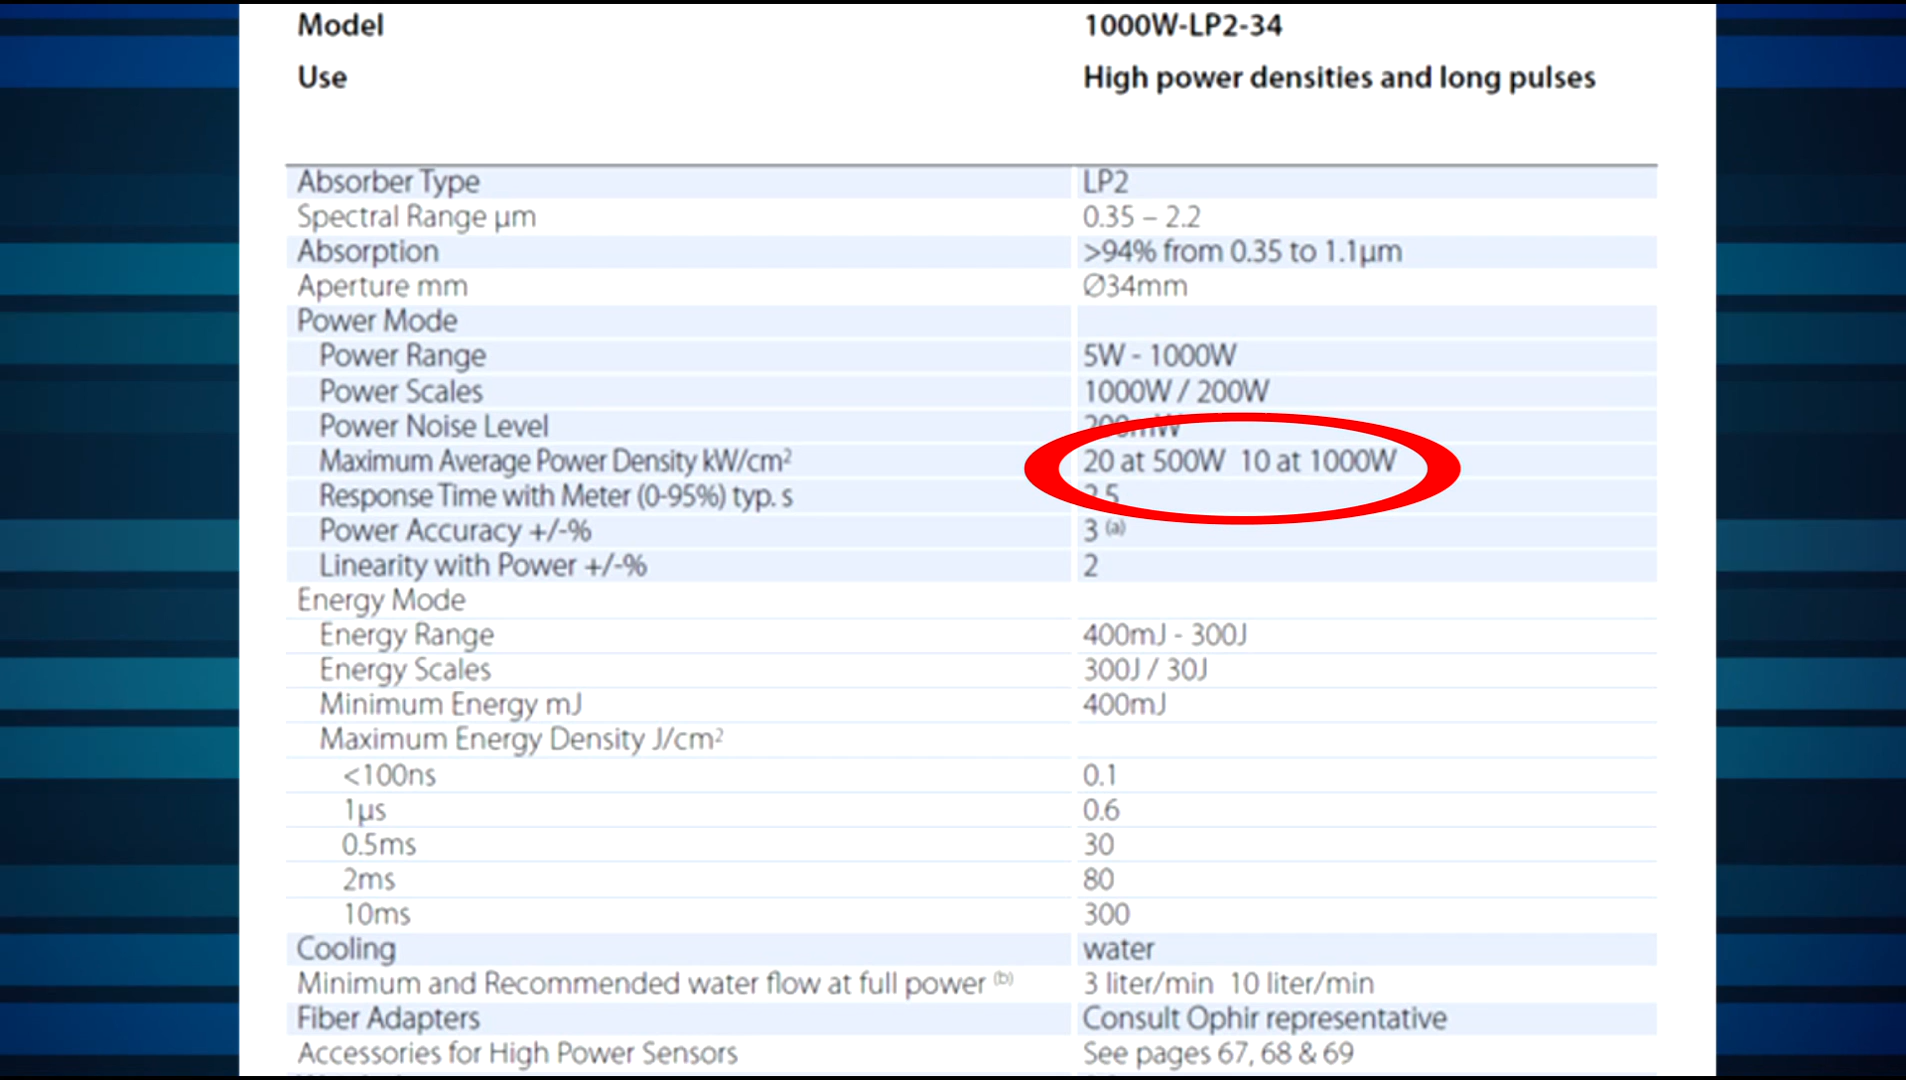 Model 1000W-LP2-34
Use High power densities and long pulses
Absorber Type LP2
Spectral Range µm 0.35 – 2.2
Absorption >94% from 0.35 to 1.1µm
Aperture mm Ø34mm
Power Mode
Power Range 5W - 1000W
Power Scales 1000W / 200W
Power Noise Level 200mW
Maximum Average Power Density kW/cm² 20 at 500W 10 at 1000W
Response Time with Meter (0-95%) typ. s 2.5
Power Accuracy +/-% 3 (a)
Linearity with Power +/-% 2
Energy Mode
Energy Range 400mJ - 300J
Energy Scales 300J / 30J
Minimum Energy mJ 400mJ
Maximum Energy Density J/cm²
<100ns 0.1
1µs 0.6
0.5ms 30
2ms 80
10ms 300
Cooling water
Minimum and Recommended water flow at full power (b) 3 liter/min 10 liter/min
Fiber Adapters Consult Ophir representative
Accessories for High Power Sensors See pages 67, 68 & 69